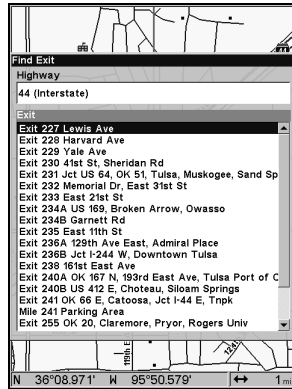 Find Exit
Highway
44 (Interstate)
Exit
Exit 227 Lewis Ave
Exit 228 Harvard Ave
Exit 229 Yale Ave
Exit 230 41st St, Sheridan Rd
Exit 231 Jct US 64, OK 51, Tulsa, Muskogee, Sand Sp
Exit 232 Memorial Dr, East 31st St
Exit 233 East 21st St
Exit 234A US 169, Broken Arrow, Owasso
Exit 234B Garnett Rd
Exit 235 East 11th St
Exit 236A 129th Ave East, Admiral Place
Exit 236B Jct I-244 W, Downtown Tulsa
Exit 238 161st East Ave
Exit 240A OK 167 N, 193rd East Ave, Tulsa Port of C
Exit 240B US 412 E, Choteau, Siloam Springs
Exit 241 OK 66 E, Catoosa, Jct I-44 E, Tnpk
Mile 241 Parking Area
Exit 255 OK 20, Claremore, Pryor, Rogers Univ
N 36°08.971' W 95°50.579' ↔ 1 mi